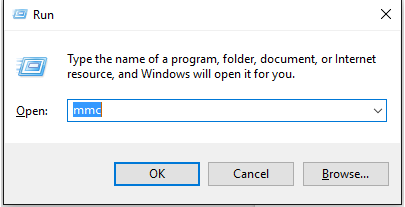 Run
Type the name of a program, folder, document, or Internet
resource, and Windows will open it for you.
Open: mmc
OK Cancel Browse...